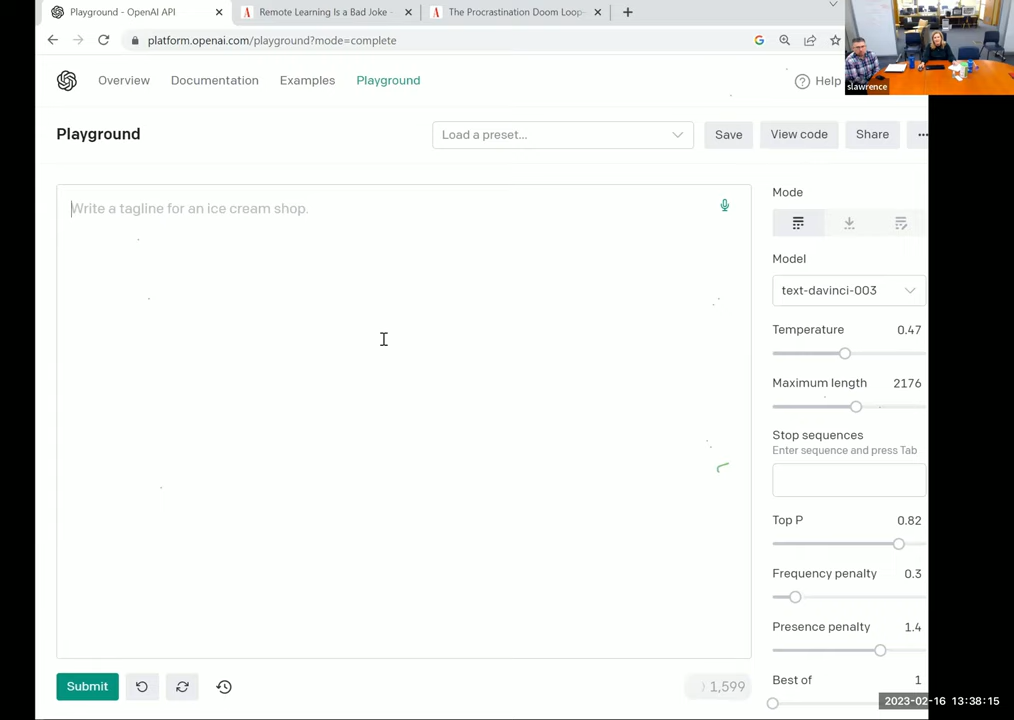 Playground - OpenAI API
Remote Learning Is a Bad Joke -
The Procrastination Doom Loop-
platform.openai.com/playground?mode=complete
slawrence
Overview
Documentation
Examples
Playground
Help
Playground
Load a preset...
Save
View code
Share
Write a tagline for an ice cream shop.
Mode
Model
text-davinci-003
Temperature 0.47
Maximum length 2176
Stop sequences
Enter sequence and press Tab
Top P 0.82
Frequency penalty 0.3
Presence penalty 1.4
Best of 1
Submit
1,599
2023-02-16 13:38:15